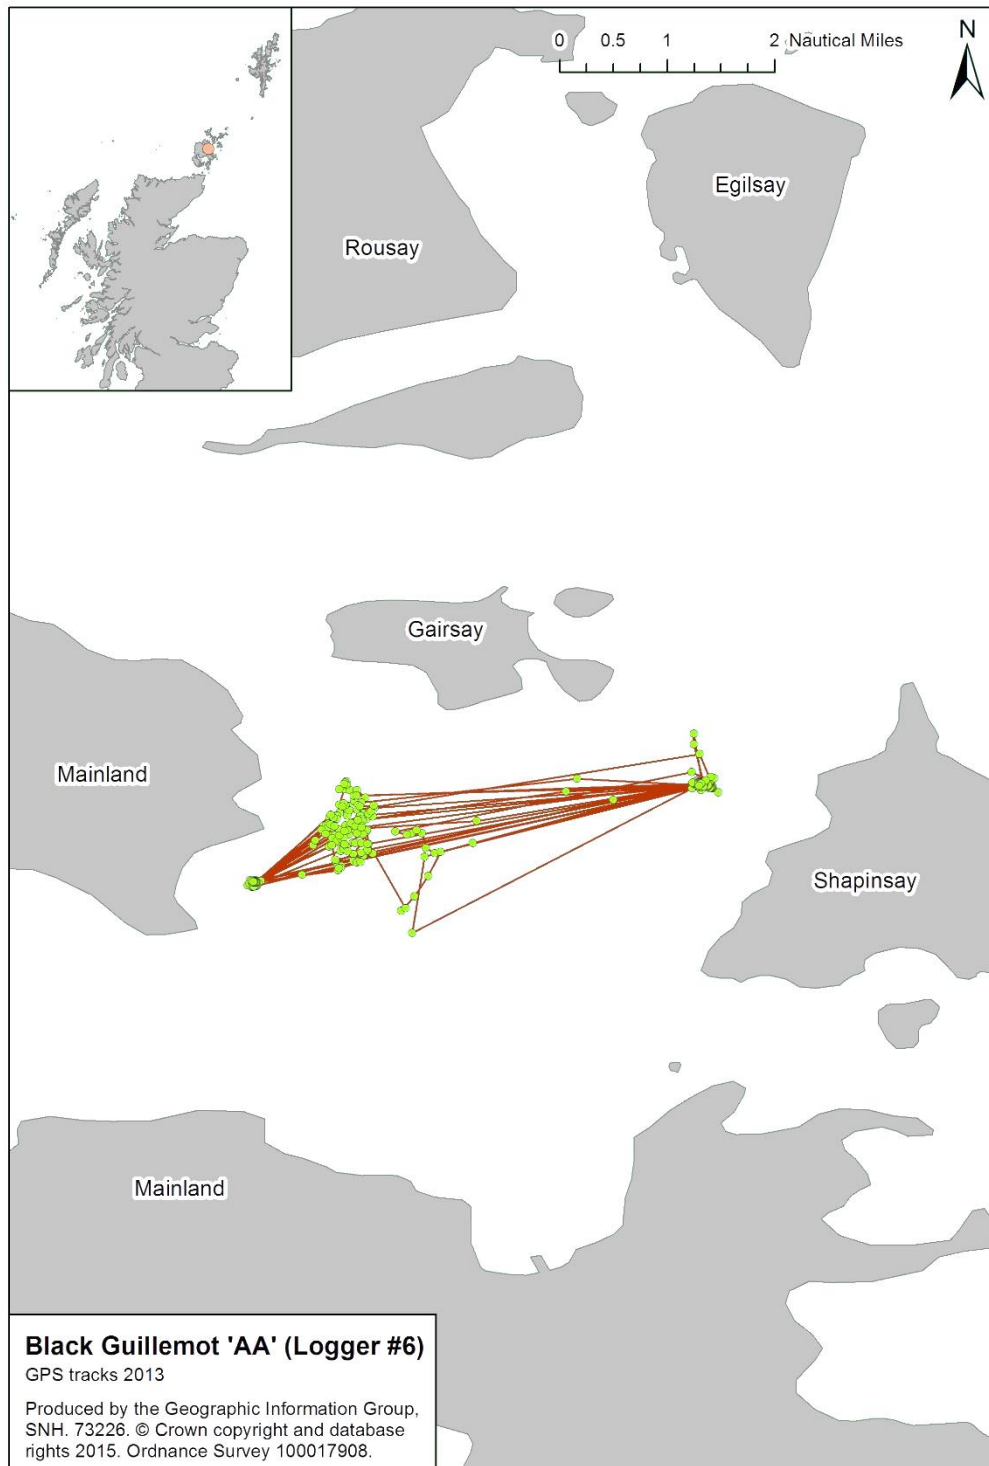 N
0 0.5 1 2 Nautical Miles
Egilsay
Rousay
Gairsay
Mainland
Shapinsay
Mainland
Black Guillemot 'AA' (Logger #6)
GPS tracks 2013
Produced by the Geographic Information Group,
SNH. 73226. © Crown copyright and database
rights 2015. Ordnance Survey 100017908.